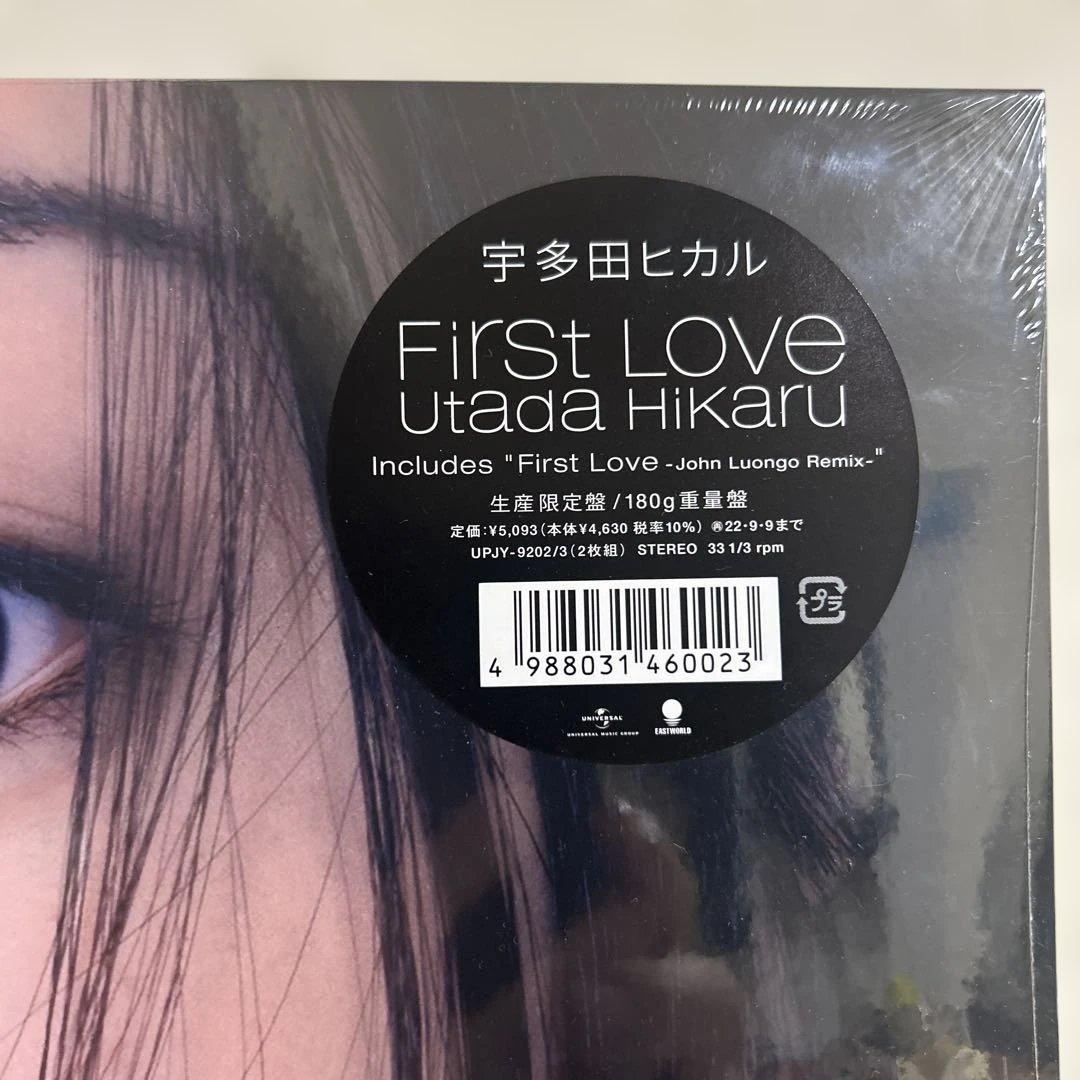 宇多田ヒカル
First Love
Utada Hikaru
Includes "First Love -John Luongo Remix-"
生産限定盤/180g重量盤
定価:¥5,093(本体¥4,630 税率10%) ㊢22・9・9まで
UPJY-9202/3(2枚組) STEREO 33 1/3 rpm
プラ
4 988031 460023
UNIVERSAL
UNIVERSAL MUSIC GROUP
EASTWORLD